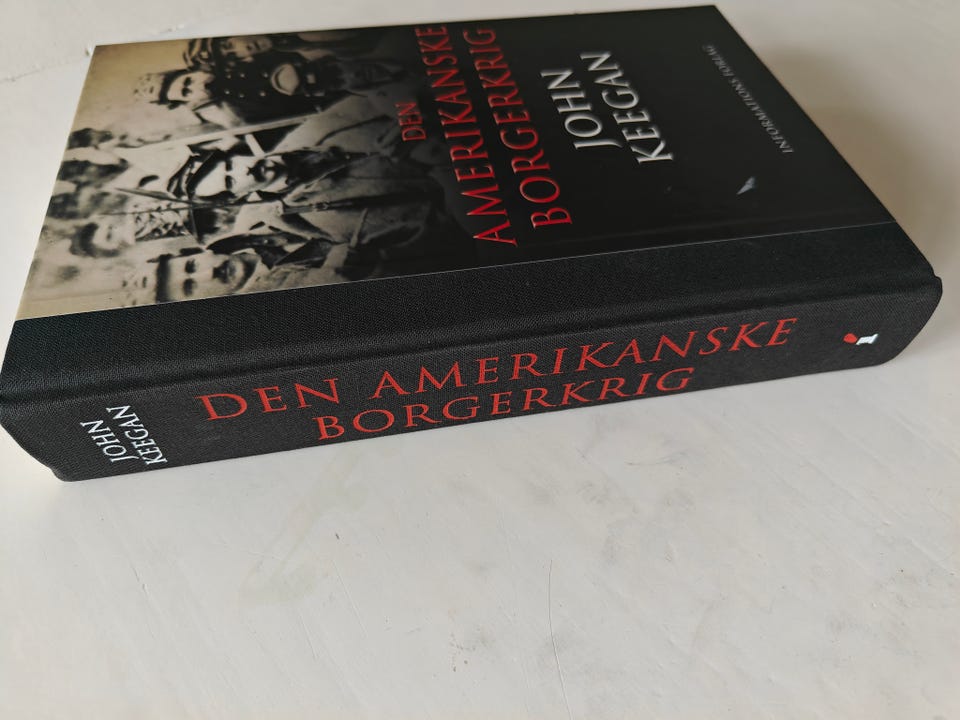 DEN
AMERIKANSKE
BORGERKRIG
JOHN
KEEGAN
INFORMATIONS FORLAG
JOHN
KEEGAN
DEN AMERIKANSKE
BORGERKRIG
i